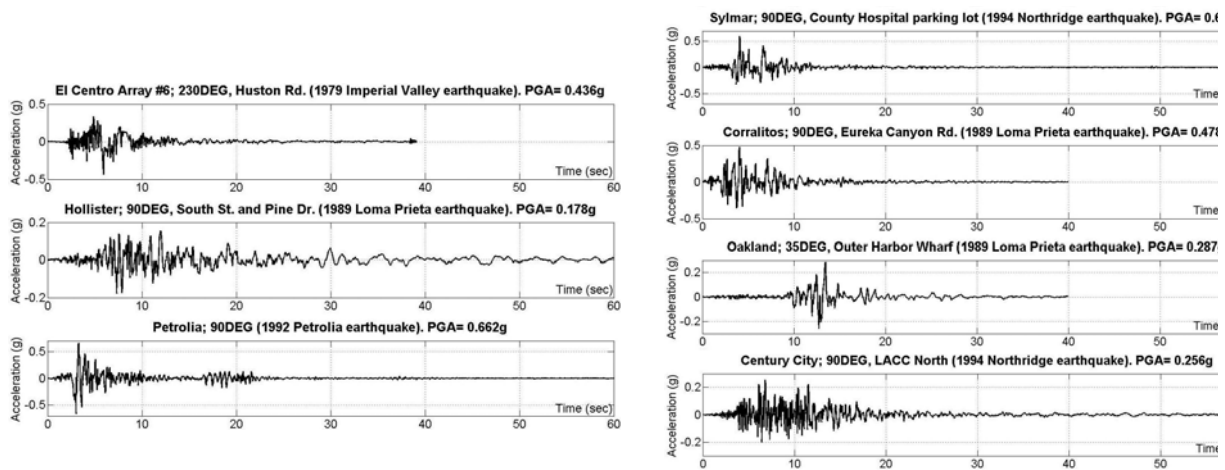 El Centro Array #6; 230DEG, Huston Rd. (1979 Imperial Valley earthquake). PGA= 0.436g
Acceleration (g)
0.5
0
-0.5
Time (sec)
0 10 20 30 40 50 60
Hollister; 90DEG, South St. and Pine Dr. (1989 Loma Prieta earthquake). PGA= 0.178g
Acceleration (g)
0.2
0
-0.2
Time (sec)
0 10 20 30 40 50 60
Petrolia; 90DEG (1992 Petrolia earthquake). PGA= 0.662g
Acceleration (g)
0.5
0
-0.5
Time (sec)
0 10 20 30 40 50 60
Sylmar; 90DEG, County Hospital parking lot (1994 Northridge earthquake). PGA= 0.6
Acceleration (g)
0.5
0
-0.5
Time
0 10 20 30 40 50
Corralitos; 90DEG, Eureka Canyon Rd. (1989 Loma Prieta earthquake). PGA= 0.478
Acceleration (g)
0.5
0
-0.5
Time
0 10 20 30 40 50
Oakland; 35DEG, Outer Harbor Wharf (1989 Loma Prieta earthquake). PGA= 0.287
Acceleration (g)
0.2
0
-0.2
Time
0 10 20 30 40 50
Century City; 90DEG, LACC North (1994 Northridge earthquake). PGA= 0.256g
Acceleration (g)
0.2
0
-0.2
Time
0 10 20 30 40 50